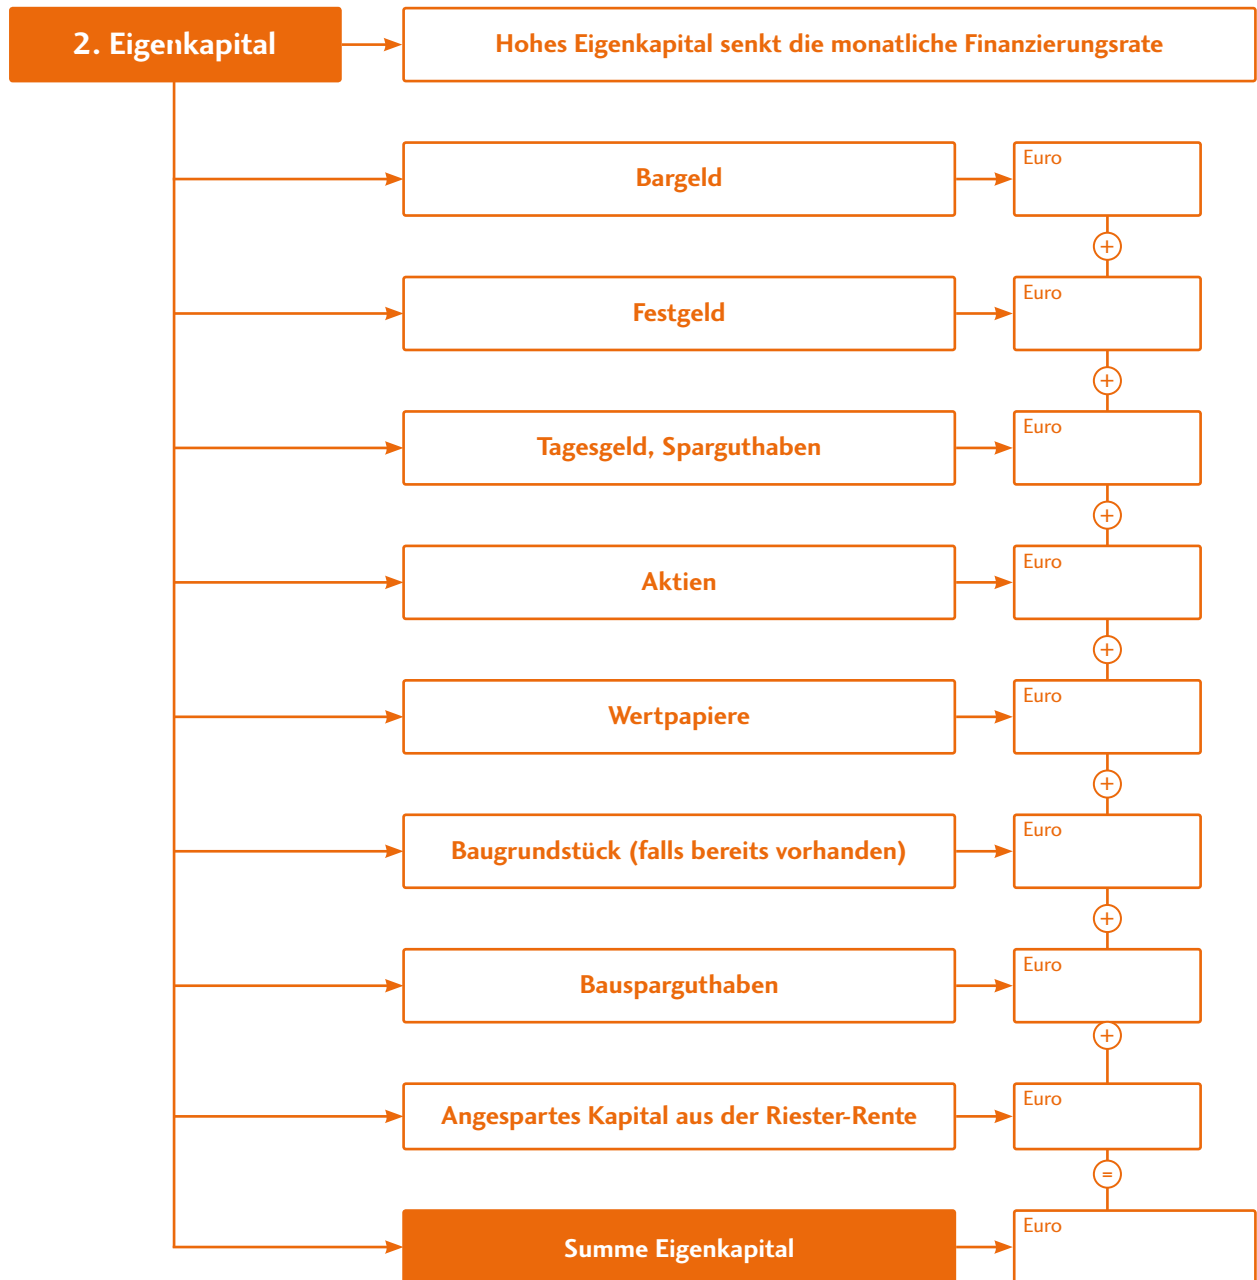 2. Eigenkapital
Hohes Eigenkapital senkt die monatliche Finanzierungsrate
Bargeld
Euro
+
Festgeld
Euro
+
Tagesgeld, Sparguthaben
Euro
+
Aktien
Euro
+
Wertpapiere
Euro
+
Baugrundstück (falls bereits vorhanden)
Euro
+
Bausparguthaben
Euro
+
Angespartes Kapital aus der Riester-Rente
Euro
=
Summe Eigenkapital
Euro